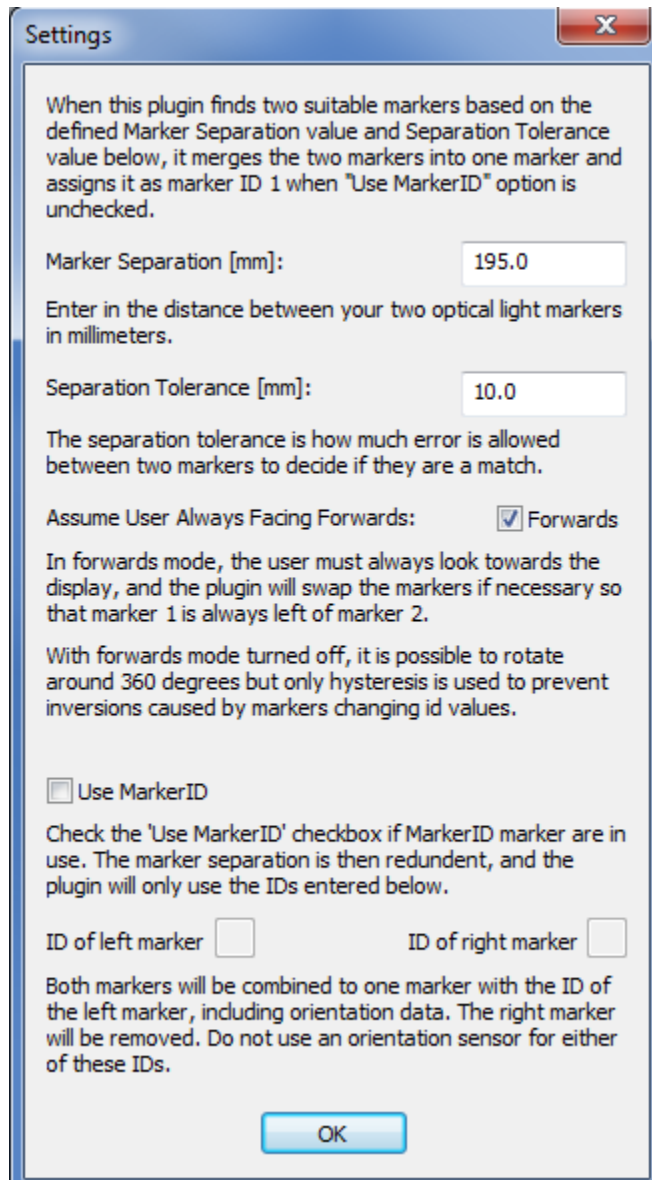 Settings
When this plugin finds two suitable markers based on the
defined Marker Separation value and Separation Tolerance
value below, it merges the two markers into one marker and
assigns it as marker ID 1 when "Use MarkerID" option is
unchecked.
Marker Separation [mm]: 195.0
Enter in the distance between your two optical light markers
in millimeters.
Separation Tolerance [mm]: 10.0
The separation tolerance is how much error is allowed
between two markers to decide if they are a match.
Assume User Always Facing Forwards: Forwards
In forwards mode, the user must always look towards the
display, and the plugin will swap the markers if necessary so
that marker 1 is always left of marker 2.
With forwards mode turned off, it is possible to rotate
around 360 degrees but only hysteresis is used to prevent
inversions caused by markers changing id values.
Use MarkerID
Check the 'Use MarkerID' checkbox if MarkerID marker are in
use. The marker separation is then redundent, and the
plugin will only use the IDs entered below.
ID of left marker ID of right marker
Both markers will be combined to one marker with the ID of
the left marker, including orientation data. The right marker
will be removed. Do not use an orientation sensor for either
of these IDs.
OK